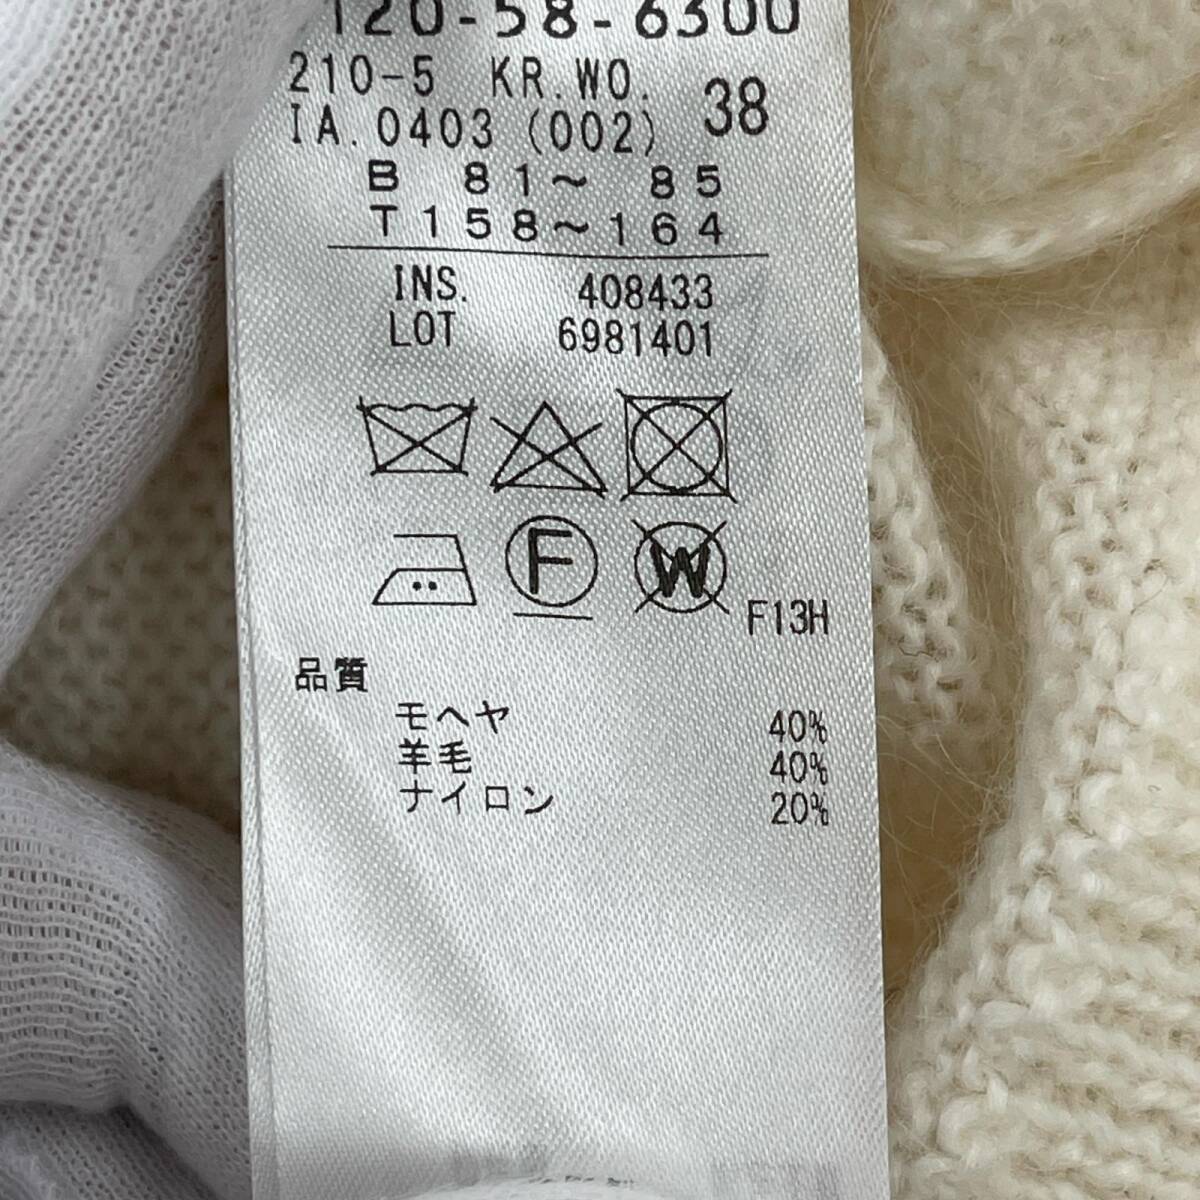 120-58-6300
210-5 KR.WO. 38
IA.0403 (002)
B 81～ 85
T 158～164
INS. 408433
LOT 6981401
F W
F13H
品質
モヘヤ 40%
羊毛 40%
ナイロン 20%